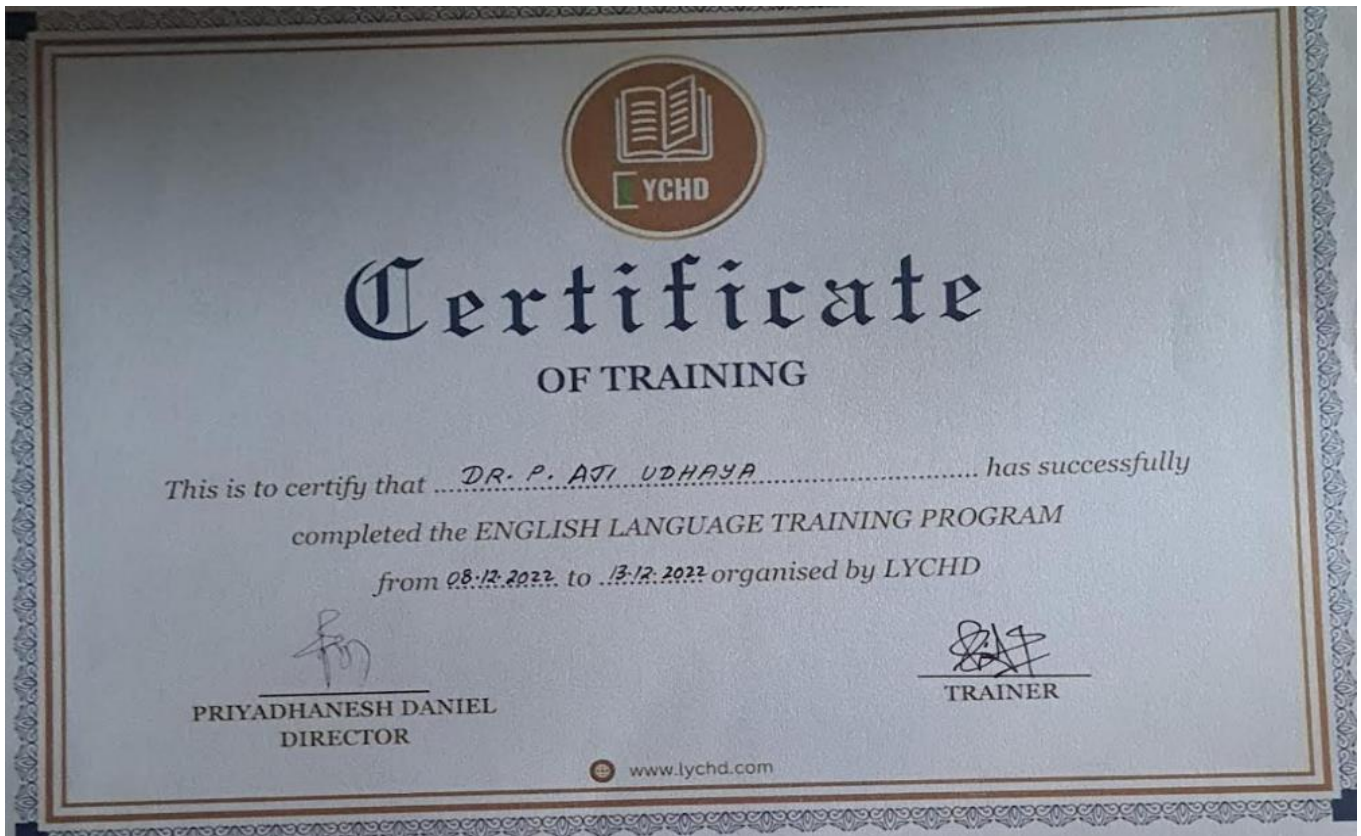 LYCHD
Certificate
OF TRAINING
This is to certify that DR. P. AJI UDHAYA has successfully
completed the ENGLISH LANGUAGE TRAINING PROGRAM
from 08.12.2022 to 13.12.2022 organised by LYCHD
PRIYADHANESH DANIEL
DIRECTOR
TRAINER
www.lychd.com